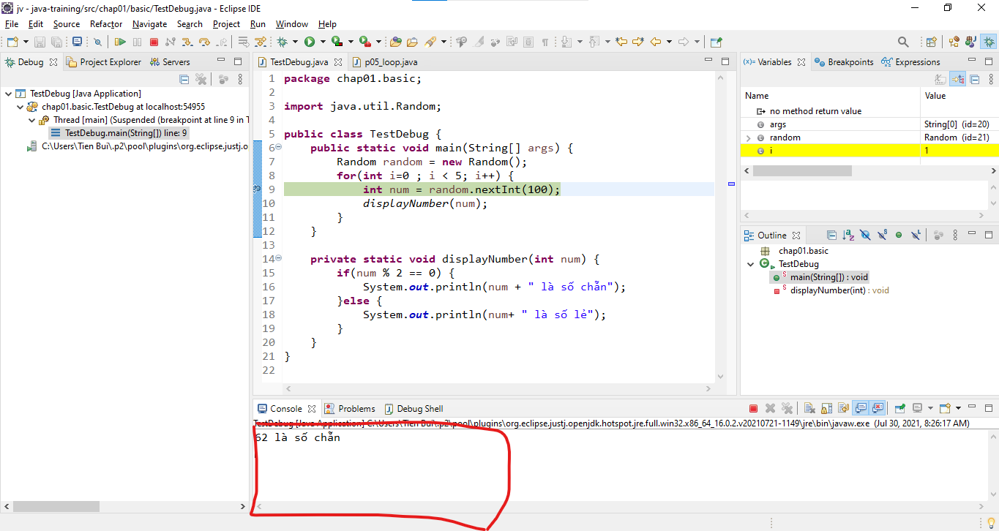 jv - java-training/src/chap01/basic/TestDebug.java - Eclipse IDE
File Edit Source Refactor Navigate Search Project Run Window Help
Debug Project Explorer Servers
TestDebug [Java Application]
chap01.basic.TestDebug at localhost:54955
Thread [main] (Suspended (breakpoint at line 9 in T
TestDebug.main(String[]) line: 9
C:\Users\Tien Bui\.p2\pool\plugins\org.eclipse.justj.o
TestDebug.java p05_loop.java
1 package chap01.basic;
2
3 import java.util.Random;
4
5 public class TestDebug {
6 public static void main(String[] args) {
7 Random random = new Random();
8 for(int i=0 ; i < 5; i++) {
9 int num = random.nextInt(100);
10 displayNumber(num);
11 }
12 }
13
14 private static void displayNumber(int num) {
15 if(num % 2 == 0) {
16 System.out.println(num + " là số chẵn");
17 }else {
18 System.out.println(num+ " là số lẻ");
19 }
20 }
21 }
22
(x)= Variables Breakpoints Expressions
Name Value
no method return value
args String[0] (id=20)
random Random (id=21)
i 1
Outline
chap01.basic
TestDebug
main(String[]) : void
displayNumber(int) : void
Console Problems Debug Shell
TestDebug [Java Application] C:\Users\Tien Bui\.p2\pool\plugins\org.eclipse.justj.openjdk.hotspot.jre.full.win32.x86_64_16.0.2.v20210721-1149\jre\bin\javaw.exe (Jul 30, 2021, 8:26:17 AM)
62 là số chẵn